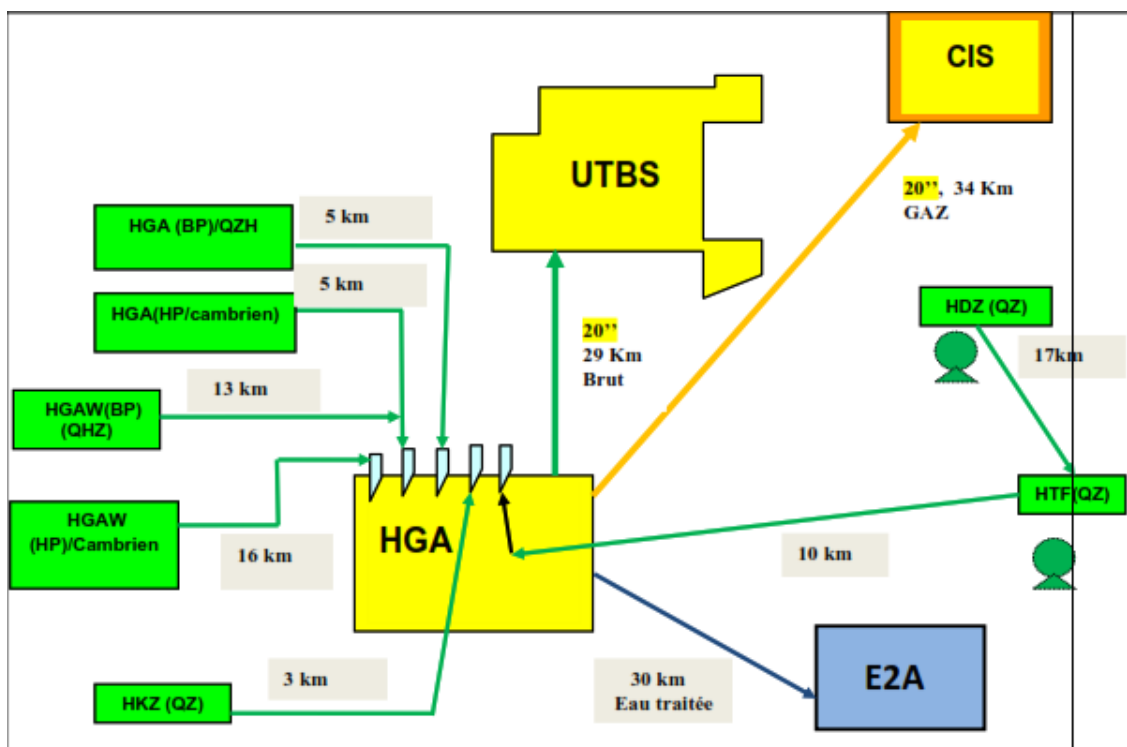 CIS
UTBS
20’’, 34 Km
GAZ
HGA (BP)/QZH
5 km
5 km
HGA(HP/cambrien)
HDZ (QZ)
17km
20’’
29 Km
Brut
13 km
HGAW(BP)
(QHZ)
HTF(QZ)
HGAW
(HP)/Cambrien
HGA
16 km
10 km
3 km
30 km
Eau traitée
E2A
HKZ (QZ)